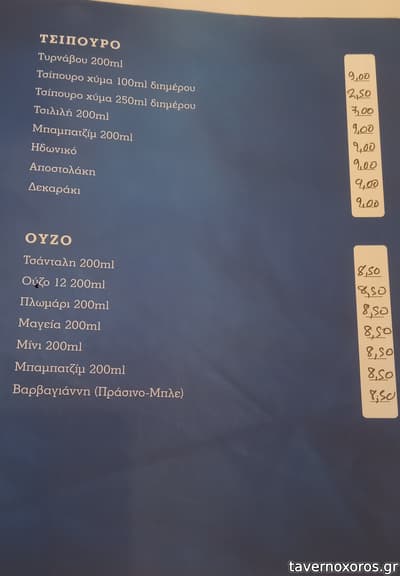 ΤΣΙΠΟΥΡΟ
Τυρνάβου 200ml 9,00
Τσίπουρο χύμα 100ml διημέρου 2,50
Τσίπουρο χύμα 250ml διημέρου 7,00
Τσιλιλή 200ml 9,00
Μπαμπατζίμ 200ml 9,00
Ηδωνικό 9,00
Αποστολάκη 9,00
Δεκαράκι 9,00
ΟΥΖΟ
Τσάνταλη 200ml 8,50
Ούζο 12 200ml 8,50
Πλωμάρι 200ml 8,50
Μαγεία 200ml 8,50
Μίνι 200ml 8,50
Μπαμπατζίμ 200ml 8,50
Βαρβαγιάννη (Πράσινο-Μπλε) 8,50
tavernoxoros.gr